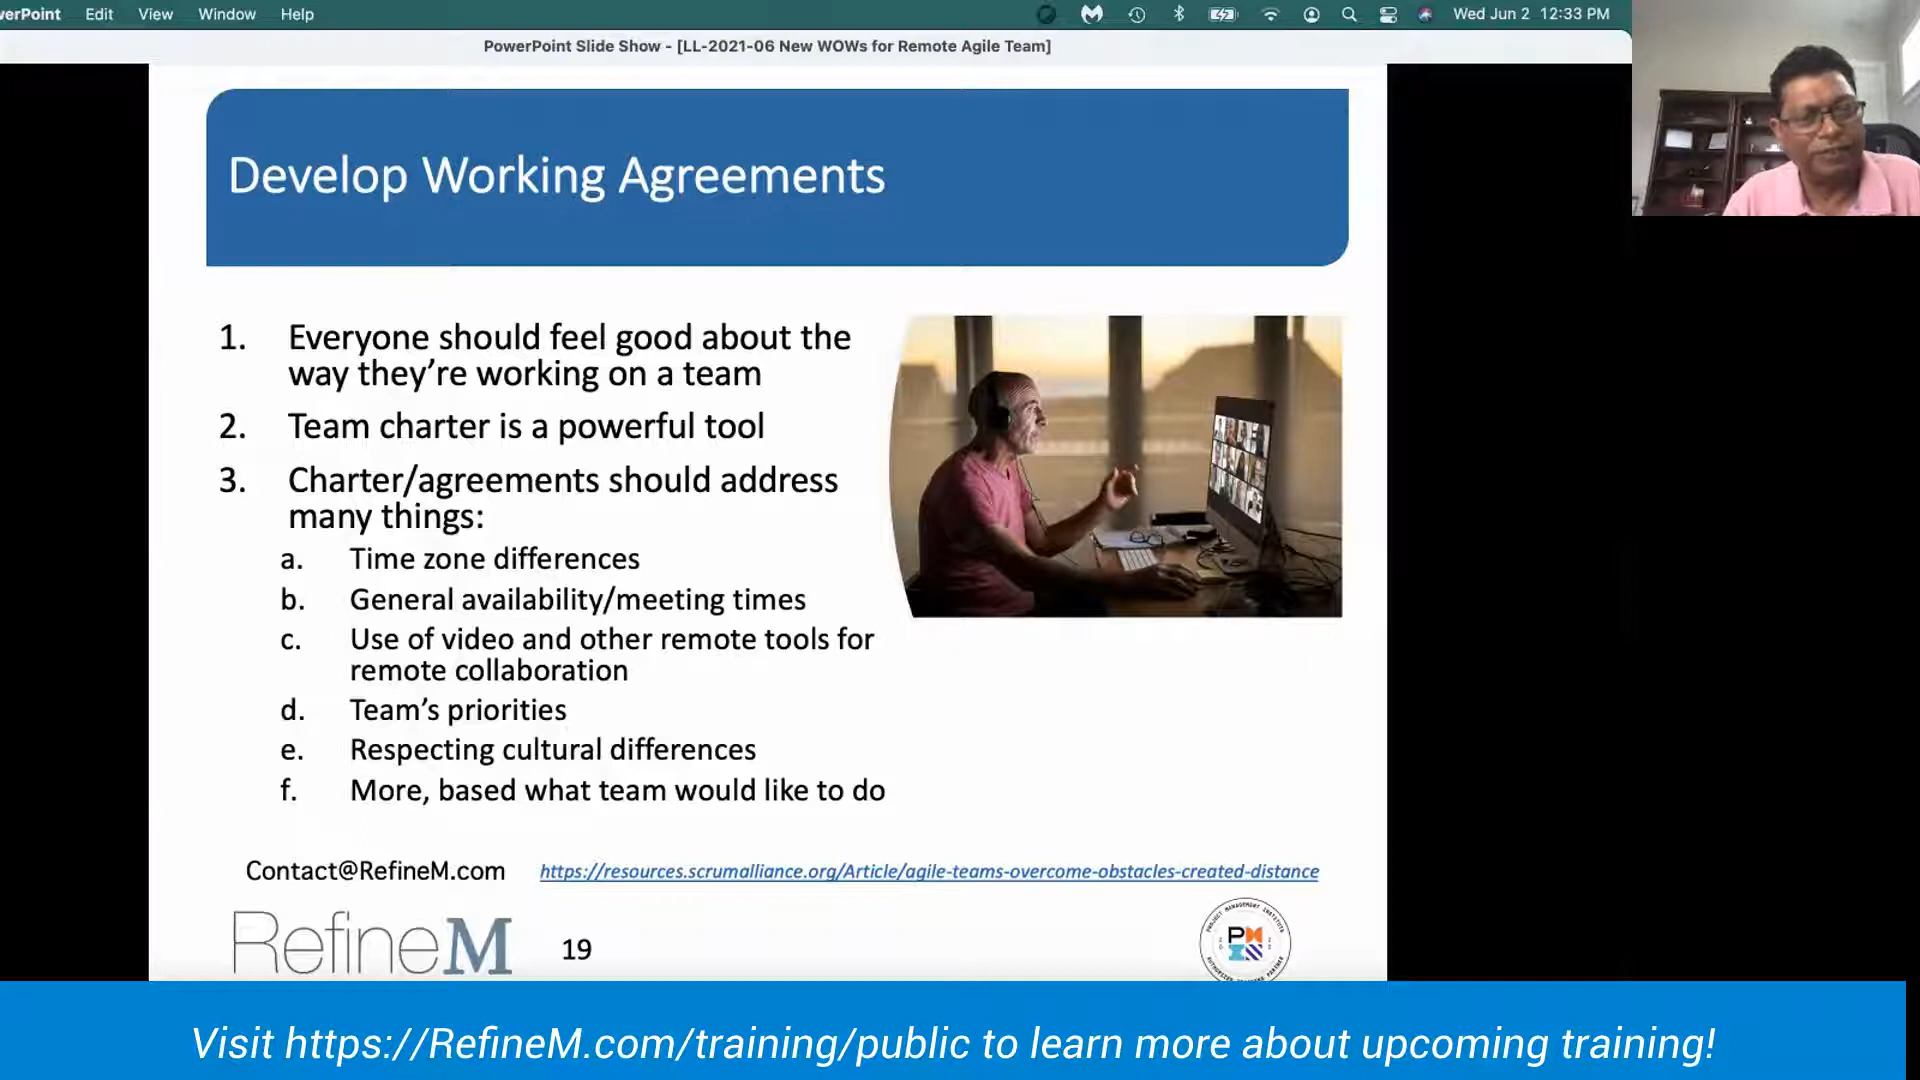 werPoint Edit View Window Help Wed Jun 2 12:33 PM
PowerPoint Slide Show - [LL-2021-06 New WOWs for Remote Agile Team]
Develop Working Agreements
1. Everyone should feel good about the
way they’re working on a team
2. Team charter is a powerful tool
3. Charter/agreements should address
many things:
a. Time zone differences
b. General availability/meeting times
c. Use of video and other remote tools for
remote collaboration
d. Team’s priorities
e. Respecting cultural differences
f. More, based what team would like to do
Contact@RefineM.com https://resources.scrumalliance.org/Article/agile-teams-overcome-obstacles-created-distance
RefineM 19
PROJECT MANAGEMENT INSTITUTE
Visit https://RefineM.com/training/public to learn more about upcoming training!